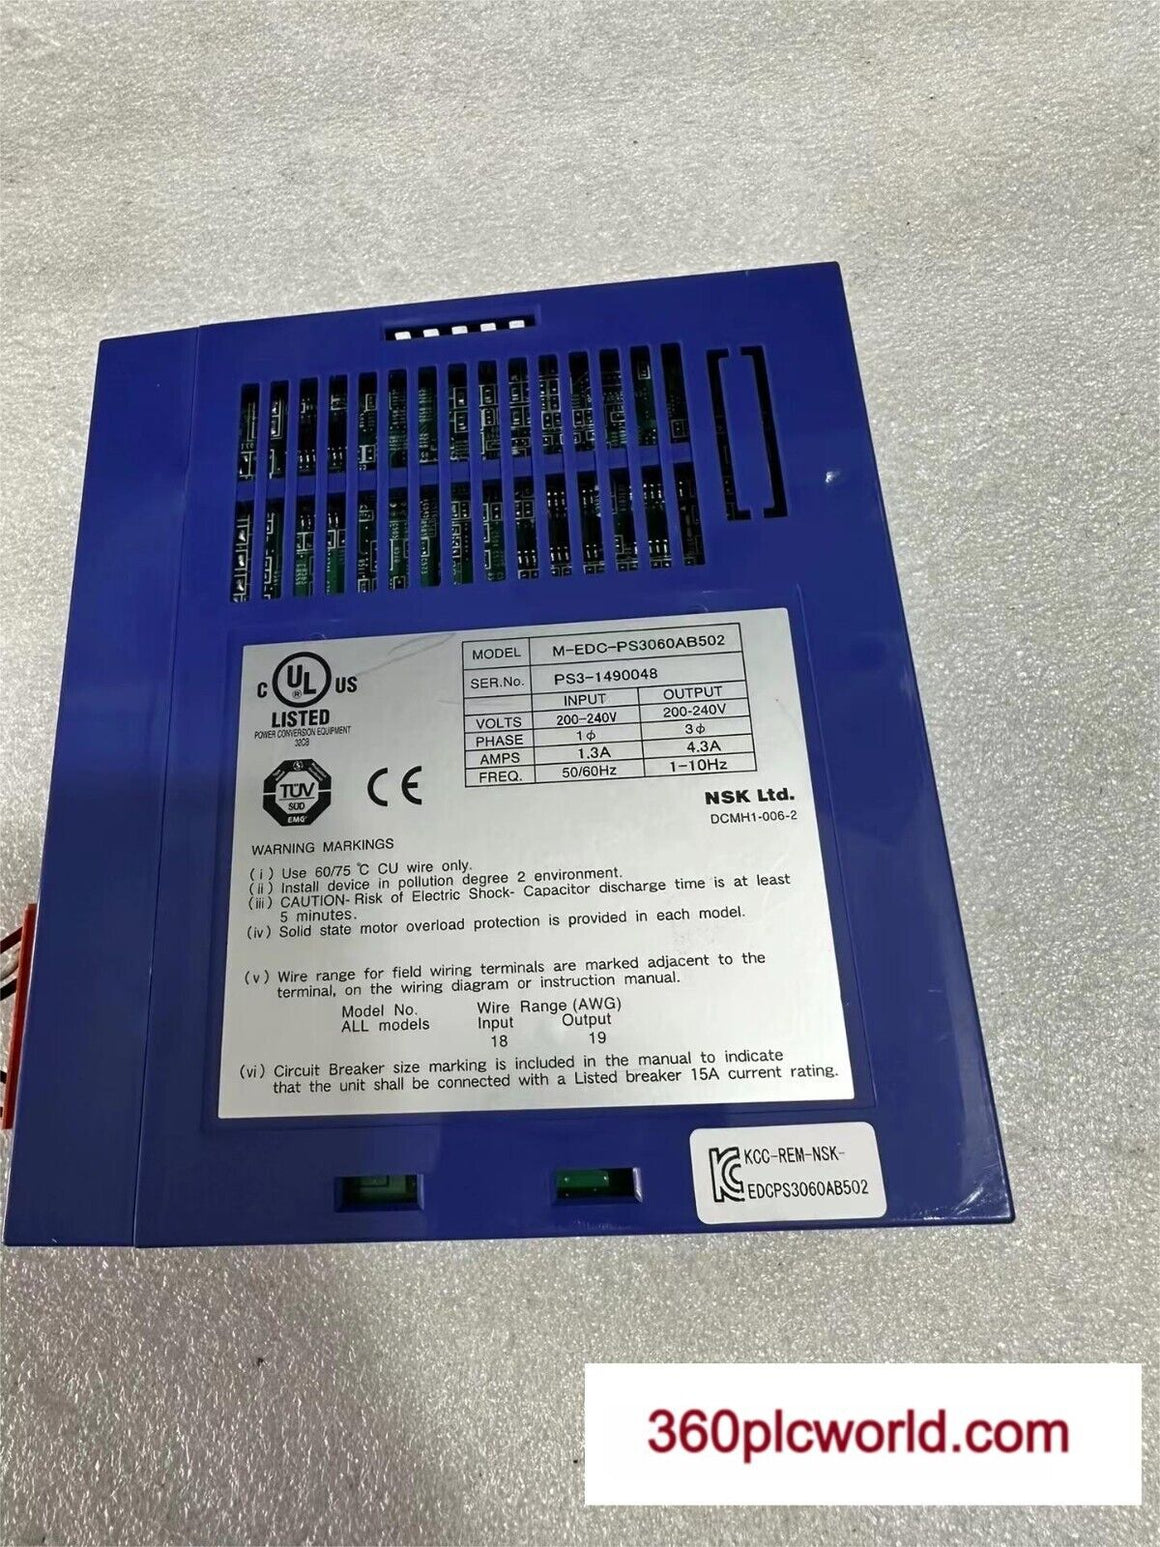 C UL US
®
LISTED
POWER CONVERSION EQUIPMENT
32C8
TÜV
SÜD
EMC
CE
MODEL M-EDC-PS3060AB502
SER.No. PS3-1490048
INPUT OUTPUT
VOLTS 200-240V 200-240V
PHASE 1φ 3φ
AMPS 1.3A 4.3A
FREQ. 50/60Hz 1-10Hz
NSK Ltd.
DCMH1-006-2
WARNING MARKINGS
(i) Use 60/75 ℃ CU wire only.
(ii) Install device in pollution degree 2 environment.
(iii) CAUTION- Risk of Electric Shock- Capacitor discharge time is at least
5 minutes.
(iv) Solid state motor overload protection is provided in each model.
(v) Wire range for field wiring terminals are marked adjacent to the
terminal, on the wiring diagram or instruction manual.
Model No. Wire Range (AWG)
ALL models Input Output
18 19
(vi) Circuit Breaker size marking is included in the manual to indicate
that the unit shall be connected with a Listed breaker 15A current rating.
KCC-REM-NSK-
EDCPS3060AB502
360plcworld.com